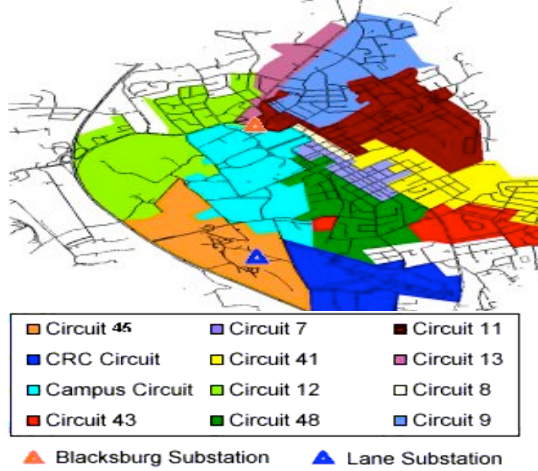 Circuit 45 Circuit 7 Circuit 11
CRC Circuit Circuit 41 Circuit 13
Campus Circuit Circuit 12 Circuit 8
Circuit 43 Circuit 48 Circuit 9
Blacksburg Substation Lane Substation